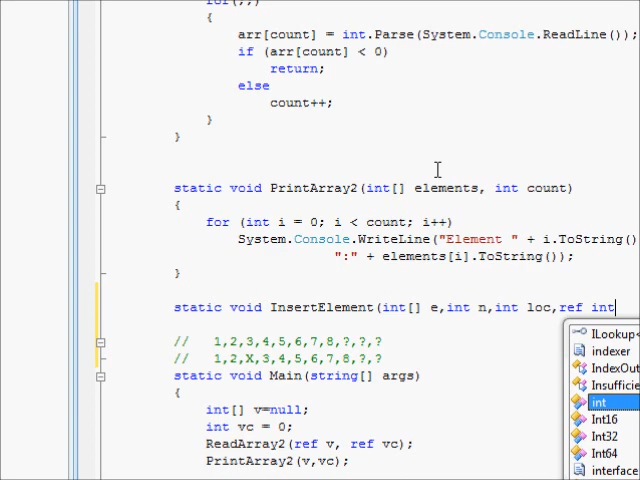 for(;;)
{
arr[count] = int.Parse(System.Console.ReadLine());
if (arr[count] < 0)
return;
else
count++;
}
}
static void PrintArray2(int[] elements, int count)
{
for (int i = 0; i < count; i++)
System.Console.WriteLine("Element " + i.ToString()
":" + elements[i].ToString());
}
static void InsertElement(int[] e,int n,int loc,ref int
// 1,2,3,4,5,6,7,8,?,?,?
// 1,2,X,3,4,5,6,7,8,?,?
static void Main(string[] args)
{
int[] v=null;
int vc = 0;
ReadArray2(ref v, ref vc);
PrintArray2(v,vc);
ILookup<
indexer
IndexOut
Insufficie
int
Int16
Int32
Int64
interface